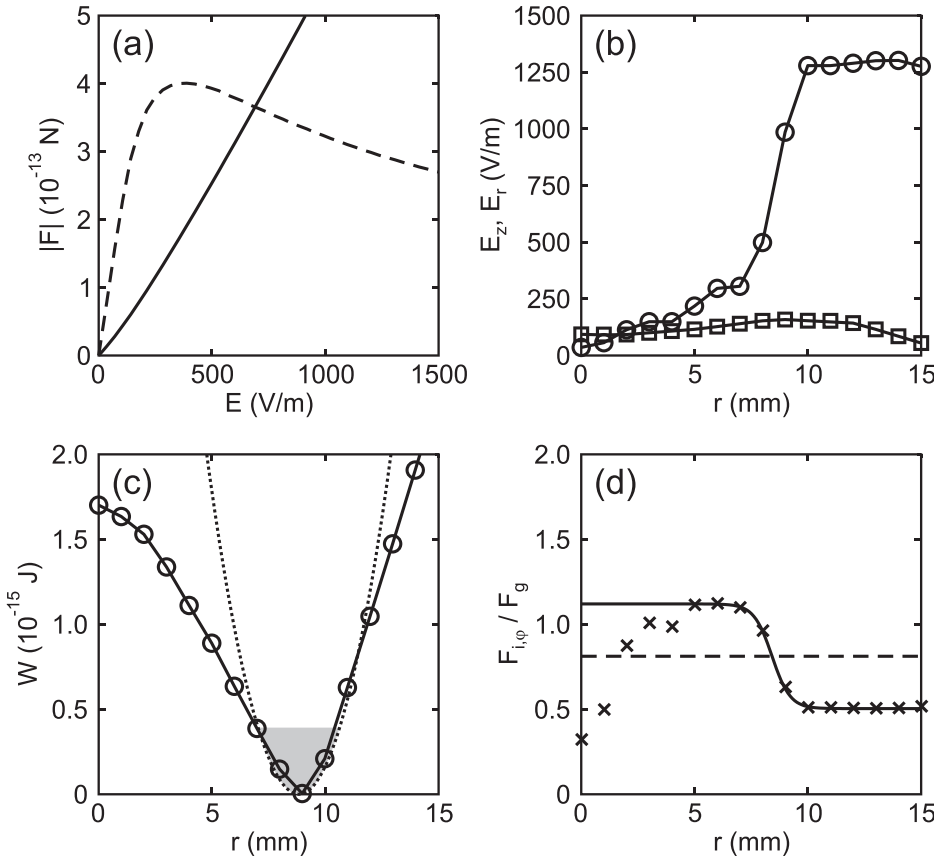 (a)
|F| (10⁻¹³ N)
5
4
3
2
1
0
0 500 1000 1500
E (V/m)
(b)
E_z, E_r (V/m)
1500
1250
1000
750
500
250
0
0 5 10 15
r (mm)
(c)
W (10⁻¹⁵ J)
2.0
1.5
1.0
0.5
0
0 5 10 15
r (mm)
(d)
F_{i,φ} / F_g
2.0
1.5
1.0
0.5
0
0 5 10 15
r (mm)